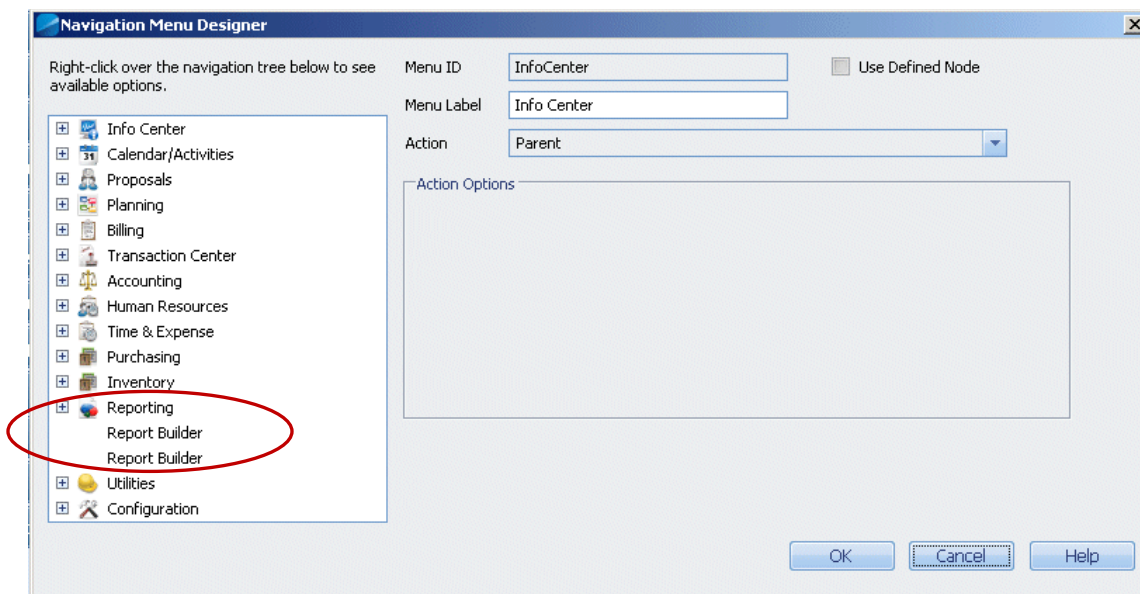 Navigation Menu Designer
Right-click over the navigation tree below to see
available options.
Info Center
31 Calendar/Activities
Proposals
Planning
Billing
Transaction Center
Accounting
Human Resources
Time & Expense
Purchasing
Inventory
Reporting
Report Builder
Report Builder
Utilities
Configuration
Menu ID InfoCenter Use Defined Node
Menu Label Info Center
Action Parent
Action Options
OK Cancel Help